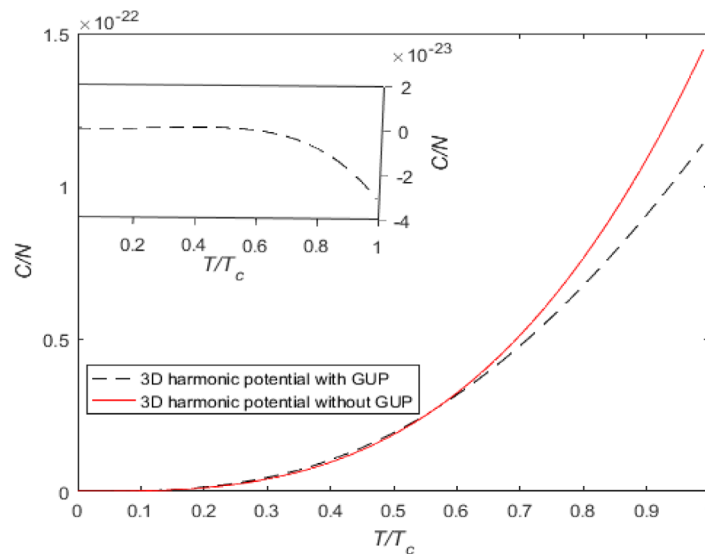 ×10⁻²²
1.5
1
0.5
0
C/N
×10⁻²³
2
0
-2
-4
C/N
0.2 0.4 0.6 0.8 1
T/T_c
3D harmonic potential with GUP
3D harmonic potential without GUP
0 0.1 0.2 0.3 0.4 0.5 0.6 0.7 0.8 0.9
T/T_c